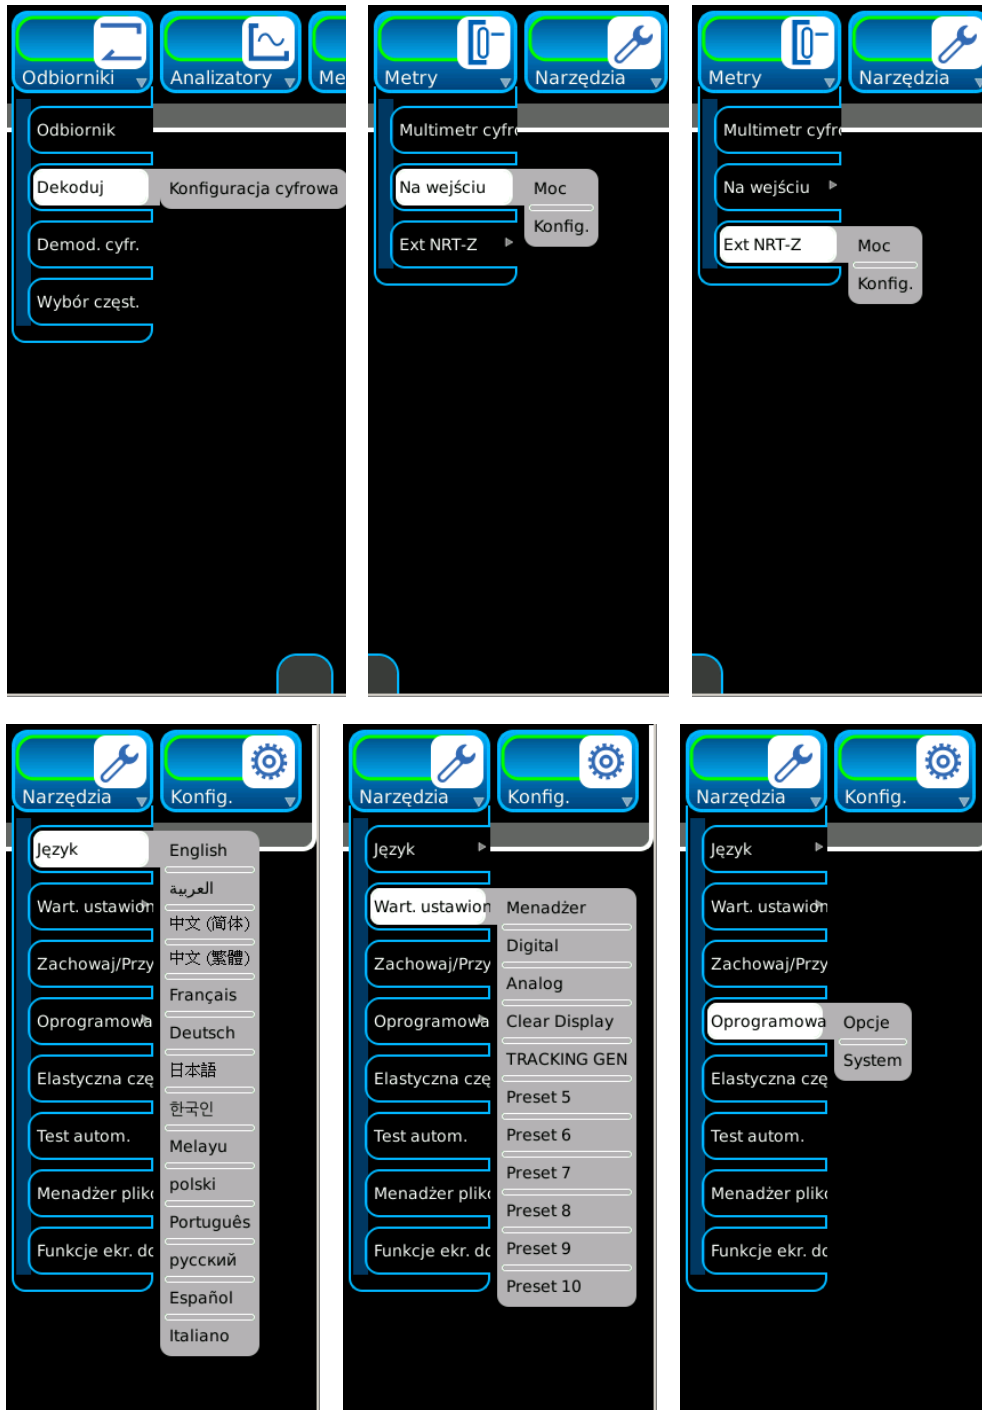 Odbiorniki
Analizatory
Me
Odbiornik
Dekoduj
Konfiguracja cyfrowa
Demod. cyfr.
Wybór częst.
Metry
Narzędzia
Multimetr cyfro
Na wejściu
Moc
Konfig.
Ext NRT-Z
Metry
Narzędzia
Multimetr cyfro
Na wejściu
Ext NRT-Z
Moc
Konfig.
Narzędzia
Konfig.
Język
Wart. ustawion
Zachowaj/Przy
Oprogramowa
Elastyczna czę
Test autom.
Menadżer pliko
Funkcje ekr. do
English
العربية
中文 (简体)
中文 (繁體)
Français
Deutsch
日本語
한국인
Melayu
polski
Português
русский
Español
Italiano
Narzędzia
Konfig.
Język
Wart. ustawion
Zachowaj/Przy
Oprogramowa
Elastyczna czę
Test autom.
Menadżer pliko
Funkcje ekr. do
Menadżer
Digital
Analog
Clear Display
TRACKING GEN
Preset 5
Preset 6
Preset 7
Preset 8
Preset 9
Preset 10
Narzędzia
Konfig.
Język
Wart. ustawion
Zachowaj/Przy
Oprogramowa
Elastyczna czę
Test autom.
Menadżer pliko
Funkcje ekr. do
Opcje
System